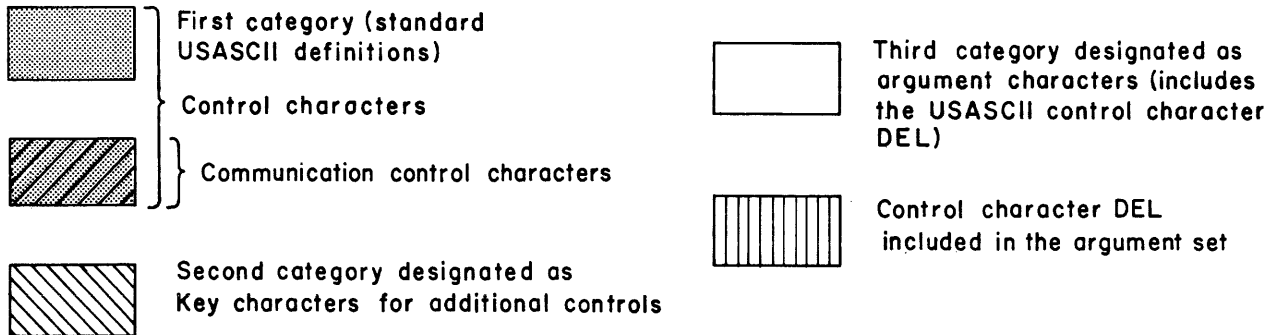 First category (standard
USASCII definitions)
Control characters
Communication control characters
Second category designated as
Key characters for additional controls
Third category designated as
argument characters (includes
the USASCII control character
DEL)
Control character DEL
included in the argument set